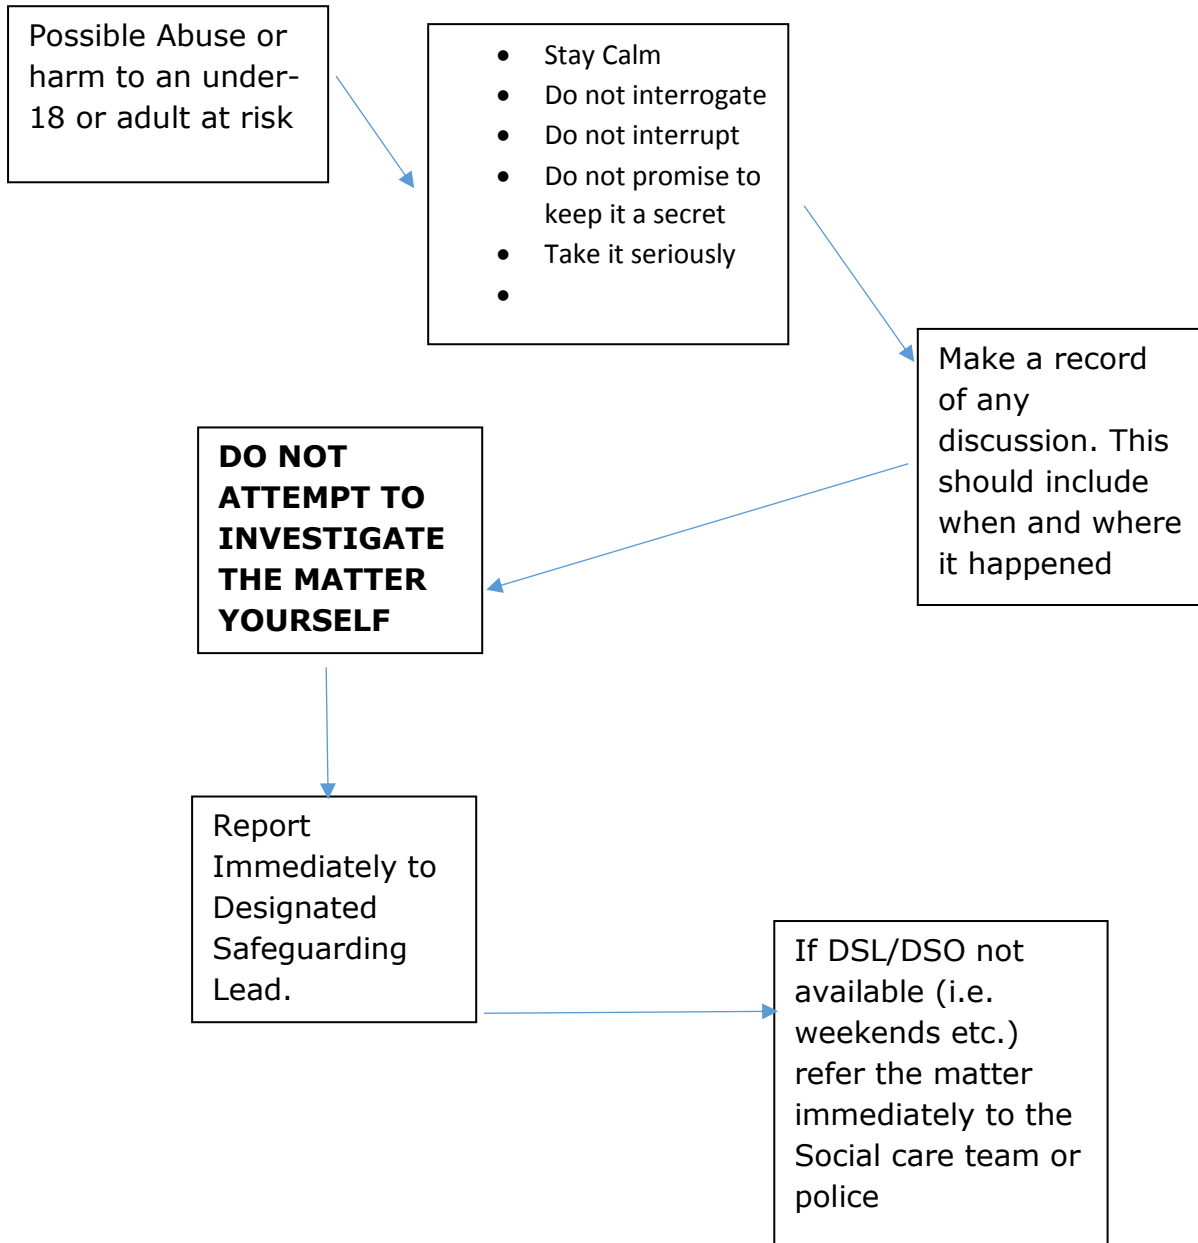 Possible Abuse or
harm to an under-
18 or adult at risk
• Stay Calm
• Do not interrogate
• Do not interrupt
• Do not promise to
keep it a secret
• Take it seriously
•
Make a record
of any
discussion. This
should include
when and where
it happened
DO NOT
ATTEMPT TO
INVESTIGATE
THE MATTER
YOURSELF
Report
Immediately to
Designated
Safeguarding
Lead.
If DSL/DSO not
available (i.e.
weekends etc.)
refer the matter
immediately to the
Social care team or
police